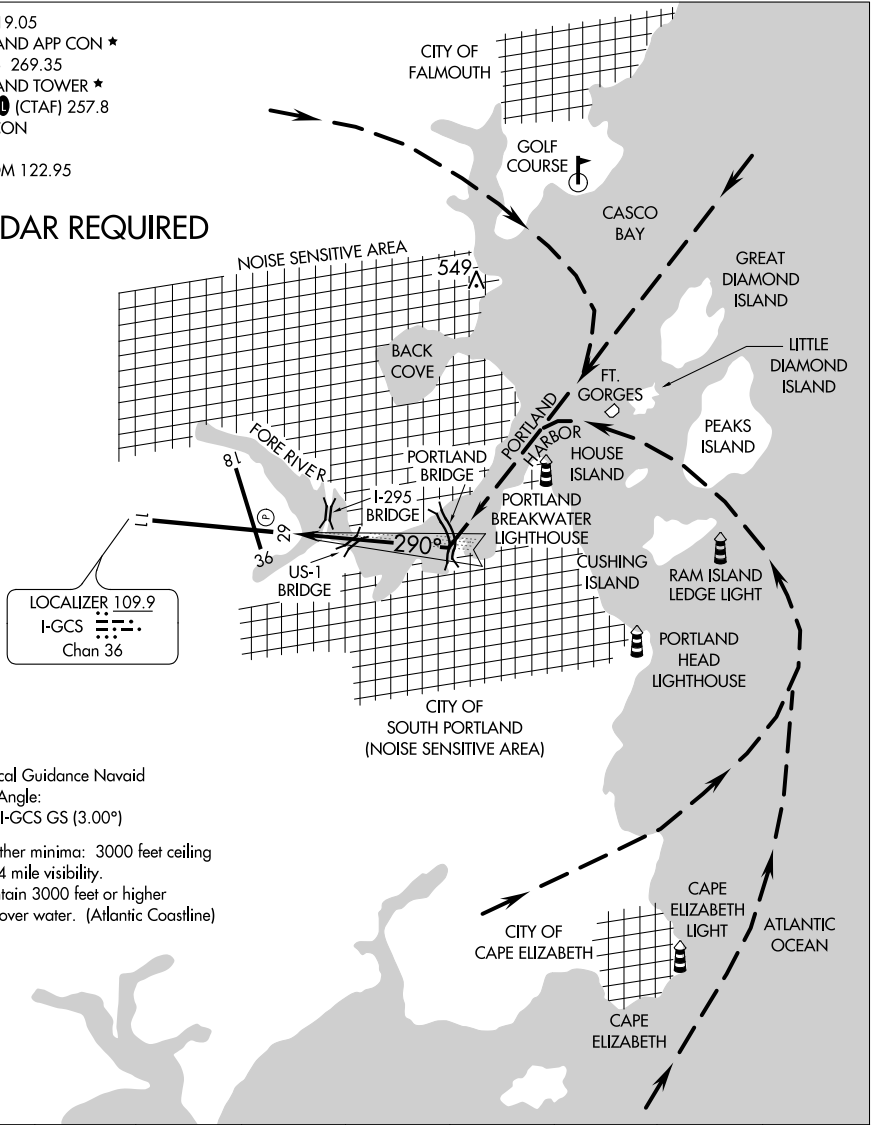 9.05
AND APP CON ★
269.35
AND TOWER ★
L (CTAF) 257.8
CON
OM 122.95
DAR REQUIRED
CITY OF
FALMOUTH
GOLF
COURSE
CASCO
BAY
NOISE SENSITIVE AREA
549
GREAT
DIAMOND
ISLAND
BACK
COVE
LITTLE
DIAMOND
ISLAND
FT.
GORGES
PEAKS
ISLAND
PORTLAND
HARBOR
FORE RIVER
PORTLAND
BRIDGE
HOUSE
ISLAND
18
I-295
BRIDGE
PORTLAND
BREAKWATER
LIGHTHOUSE
11
P
29
290°
36
US-1
BRIDGE
CUSHING
ISLAND
RAM ISLAND
LEDGE LIGHT
LOCALIZER 109.9
I-GCS
Chan 36
PORTLAND
HEAD
LIGHTHOUSE
CITY OF
SOUTH PORTLAND
(NOISE SENSITIVE AREA)
cal Guidance Navaid
Angle:
I-GCS GS (3.00°)
ther minima: 3000 feet ceiling
4 mile visibility.
ntain 3000 feet or higher
over water. (Atlantic Coastline)
CITY OF
CAPE ELIZABETH
CAPE
ELIZABETH
LIGHT
ATLANTIC
OCEAN
CAPE
ELIZABETH